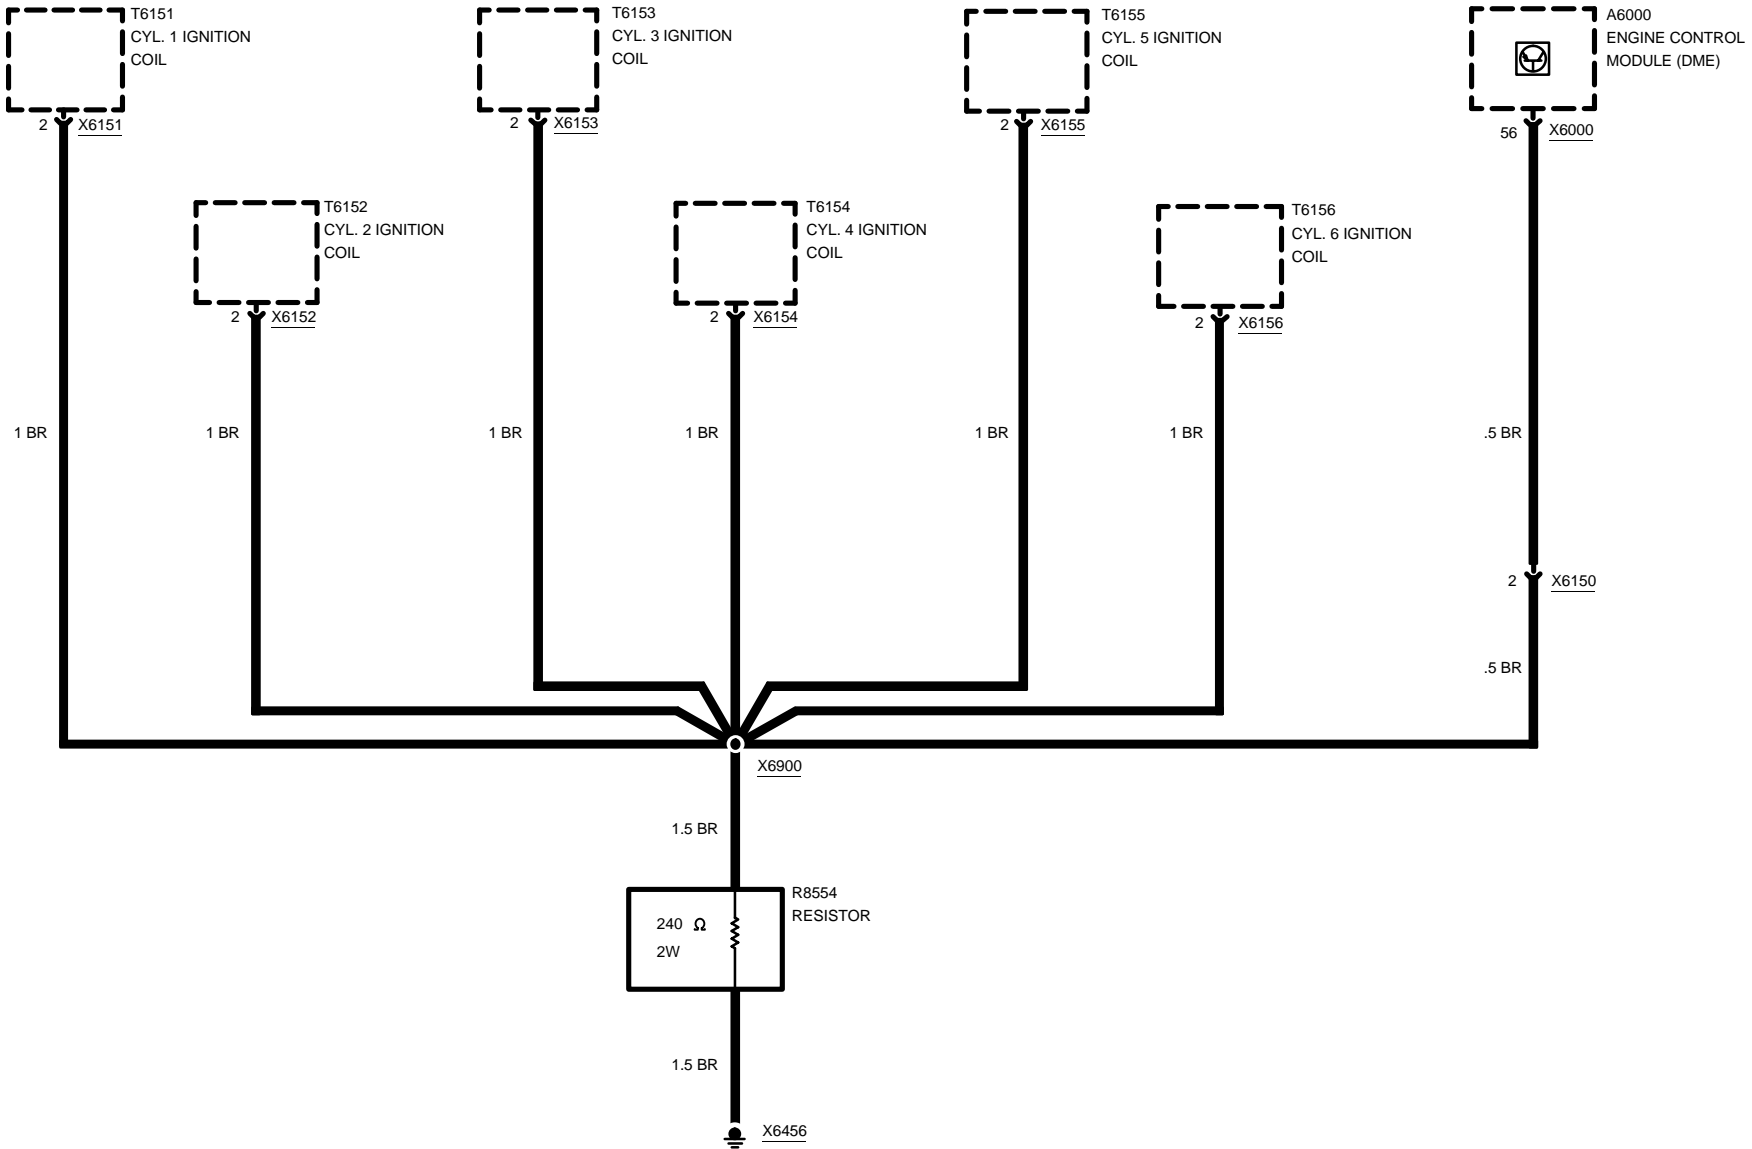 T6151
CYL. 1 IGNITION
COIL
2 X6151
T6153
CYL. 3 IGNITION
COIL
2 X6153
T6155
CYL. 5 IGNITION
COIL
2 X6155
A6000
ENGINE CONTROL
MODULE (DME)
56 X6000
T6152
CYL. 2 IGNITION
COIL
2 X6152
T6154
CYL. 4 IGNITION
COIL
2 X6154
T6156
CYL. 6 IGNITION
COIL
2 X6156
1 BR
1 BR
1 BR
1 BR
1 BR
1 BR
.5 BR
2 X6150
.5 BR
X6900
1.5 BR
R8554
RESISTOR
240 Ω
2W
1.5 BR
X6456